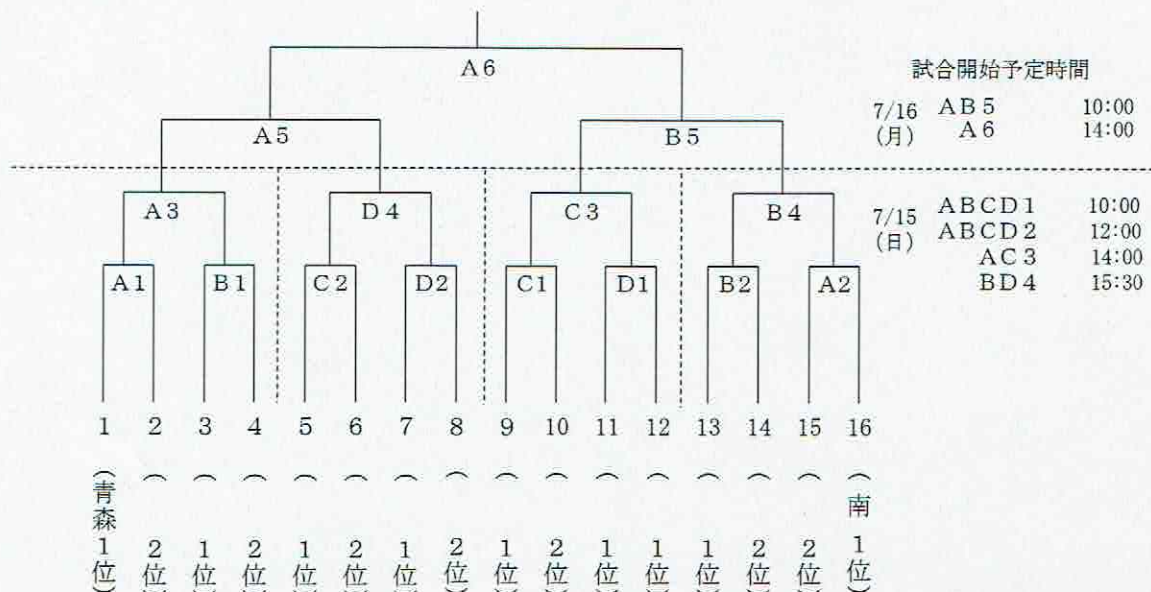 A6
試合開始予定時間
7/16
(月)
AB5 10:00
A6 14:00
A5 B5
A3 D4 C3 B4
7/15
(日)
ABCD1 10:00
ABCD2 12:00
AC3 14:00
BD4 15:30
A1 B1 C2 D2 C1 D1 B2 A2
1 2 3 4 5 6 7 8 9 10 11 12 13 14 15 16
(青森1位)
( 2位)
( 1位)
( 2位)
( 1位)
( 2位)
( 1位)
( 2位)
( 1位)
( 2位)
( 1位)
( 1位)
( 1位)
( 2位)
( 2位)
(南 1位)